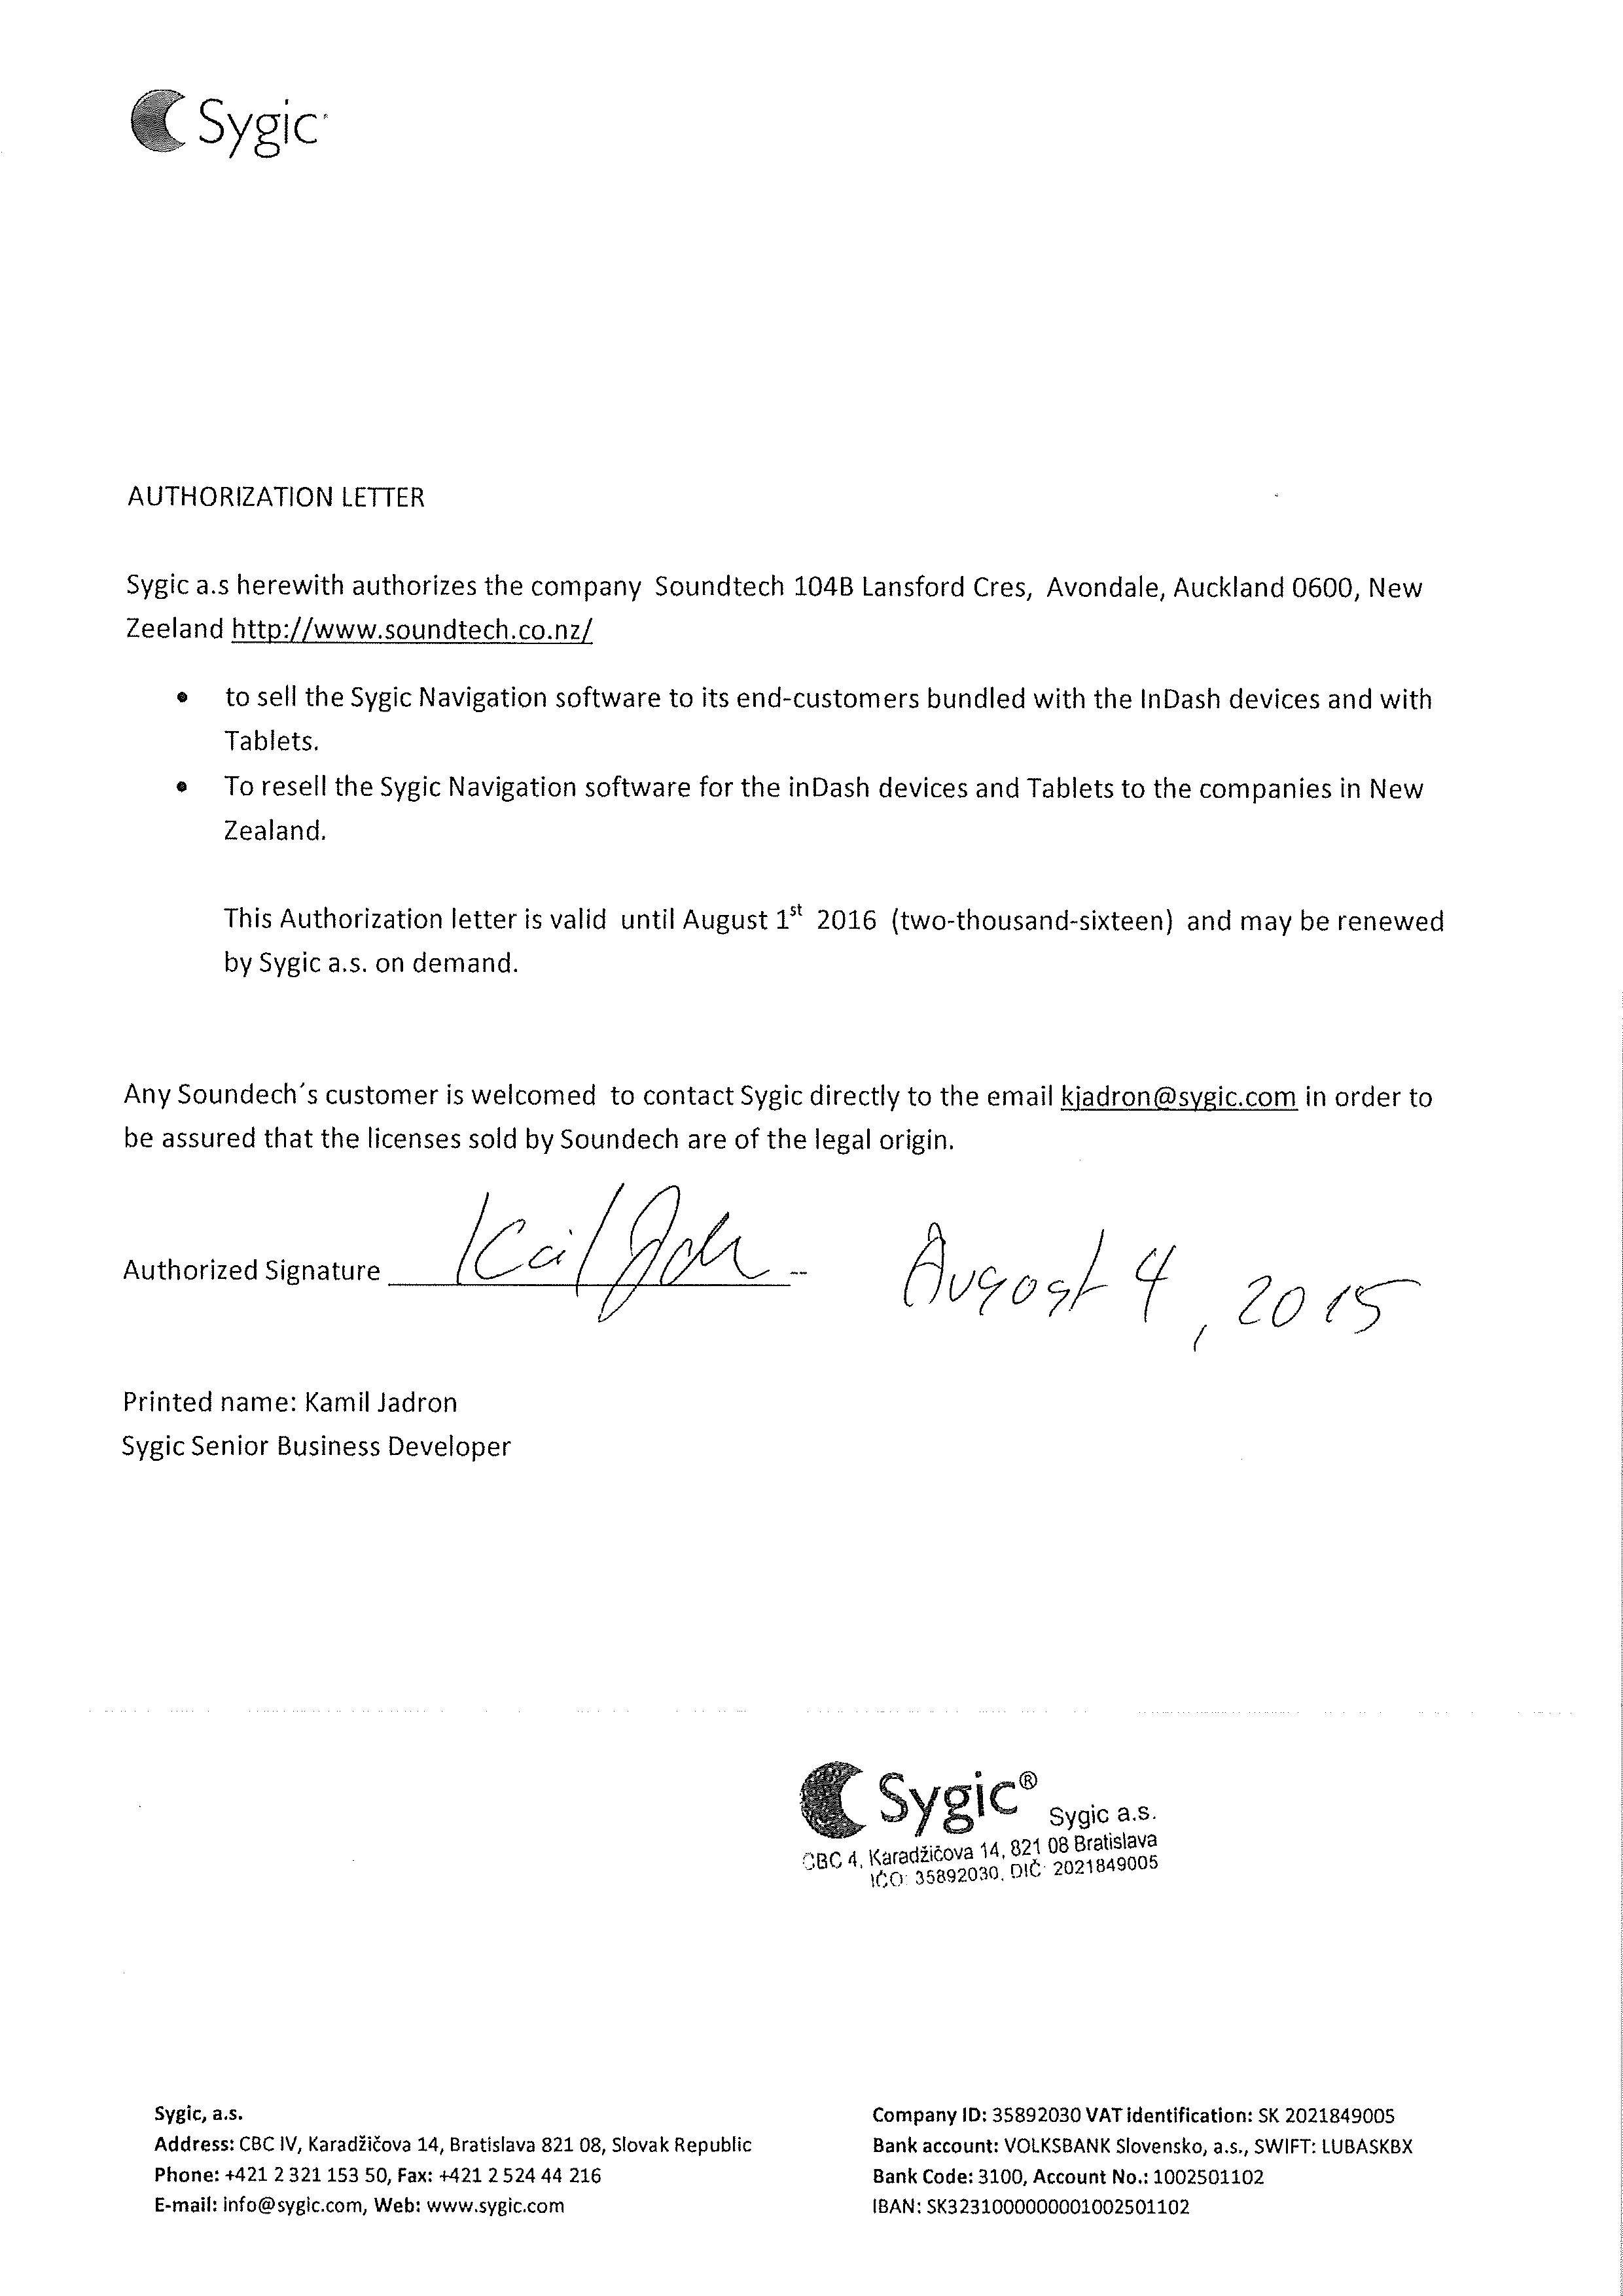 Sygic
AUTHORIZATION LETTER
Sygic a.s herewith authorizes the company Soundtech 104B Lansford Cres, Avondale, Auckland 0600, New
Zeeland http://www.soundtech.co.nz/
• to sell the Sygic Navigation software to its end-customers bundled with the InDash devices and with
Tablets.
• To resell the Sygic Navigation software for the inDash devices and Tablets to the companies in New
Zealand.
This Authorization letter is valid until August 1st 2016 (two-thousand-sixteen) and may be renewed
by Sygic a.s. on demand.
Any Soundech´s customer is welcomed to contact Sygic directly to the email kjadron@sygic.com in order to
be assured that the licenses sold by Soundech are of the legal origin.
Authorized Signature August 4, 2015
Printed name: Kamil Jadron
Sygic Senior Business Developer
Sygic® Sygic a.s.
CBC 4, Karadžičova 14, 821 08 Bratislava
IČO: 35892030, DIČ: 2021849005
Sygic, a.s.
Address: CBC IV, Karadžičova 14, Bratislava 821 08, Slovak Republic
Phone: +421 2 321 153 50, Fax: +421 2 524 44 216
E-mail: info@sygic.com, Web: www.sygic.com
Company ID: 35892030 VAT identification: SK 2021849005
Bank account: VOLKSBANK Slovensko, a.s., SWIFT: LUBASKBX
Bank Code: 3100, Account No.: 1002501102
IBAN: SK3231000000001002501102